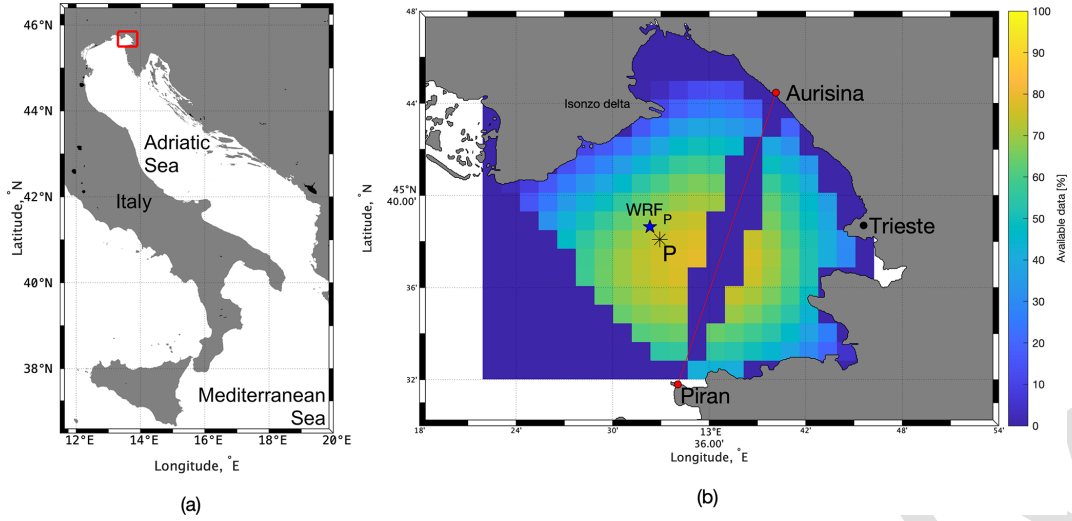 46°N
44°N
42°N
40°N
38°N
Latitude, °N
Adriatic
Sea
Italy
Mediterranean
Sea
12°E
14°E
16°E
18°E
20°E
Longitude, °E
(a)
48'
44'
45°N
40.00'
36'
32'
Latitude, °N
Isonzo delta
Aurisina
WRF P
P
Trieste
Piran
18'
24'
30'
13°E
36.00'
42'
48'
54'
Longitude, °E
(b)
100
90
80
70
60
50
40
30
20
10
0
Available data [%]